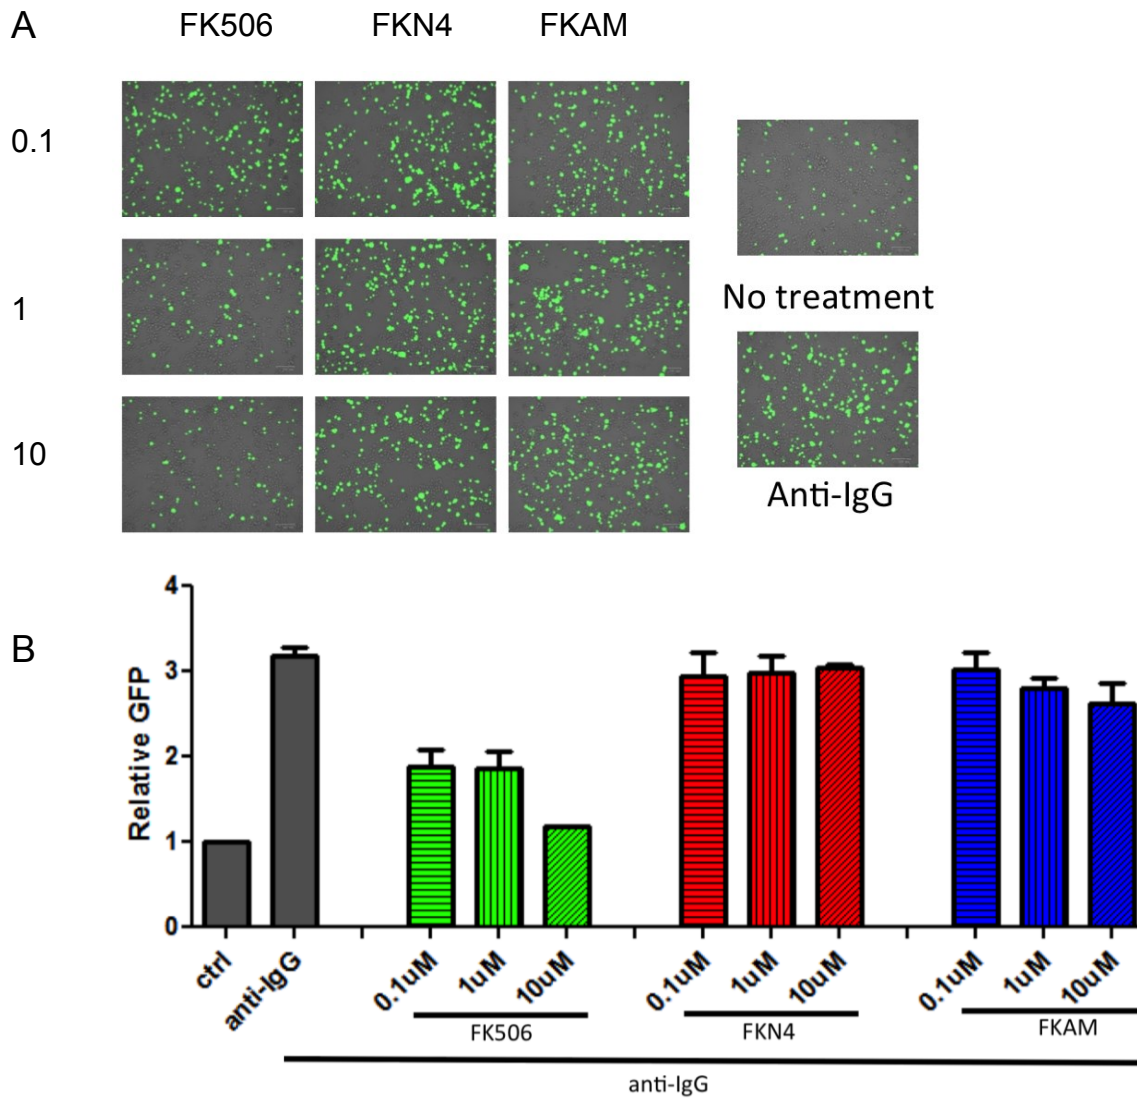 A
FK506 FKN4 FKAM
0.1
1
10
No treatment
Anti-IgG
B
Relative GFP
4
3
2
1
0
ctrl
anti-IgG
0.1uM
1uM
10uM
0.1uM
1uM
10uM
0.1uM
1uM
10uM
FK506
FKN4
FKAM
anti-IgG